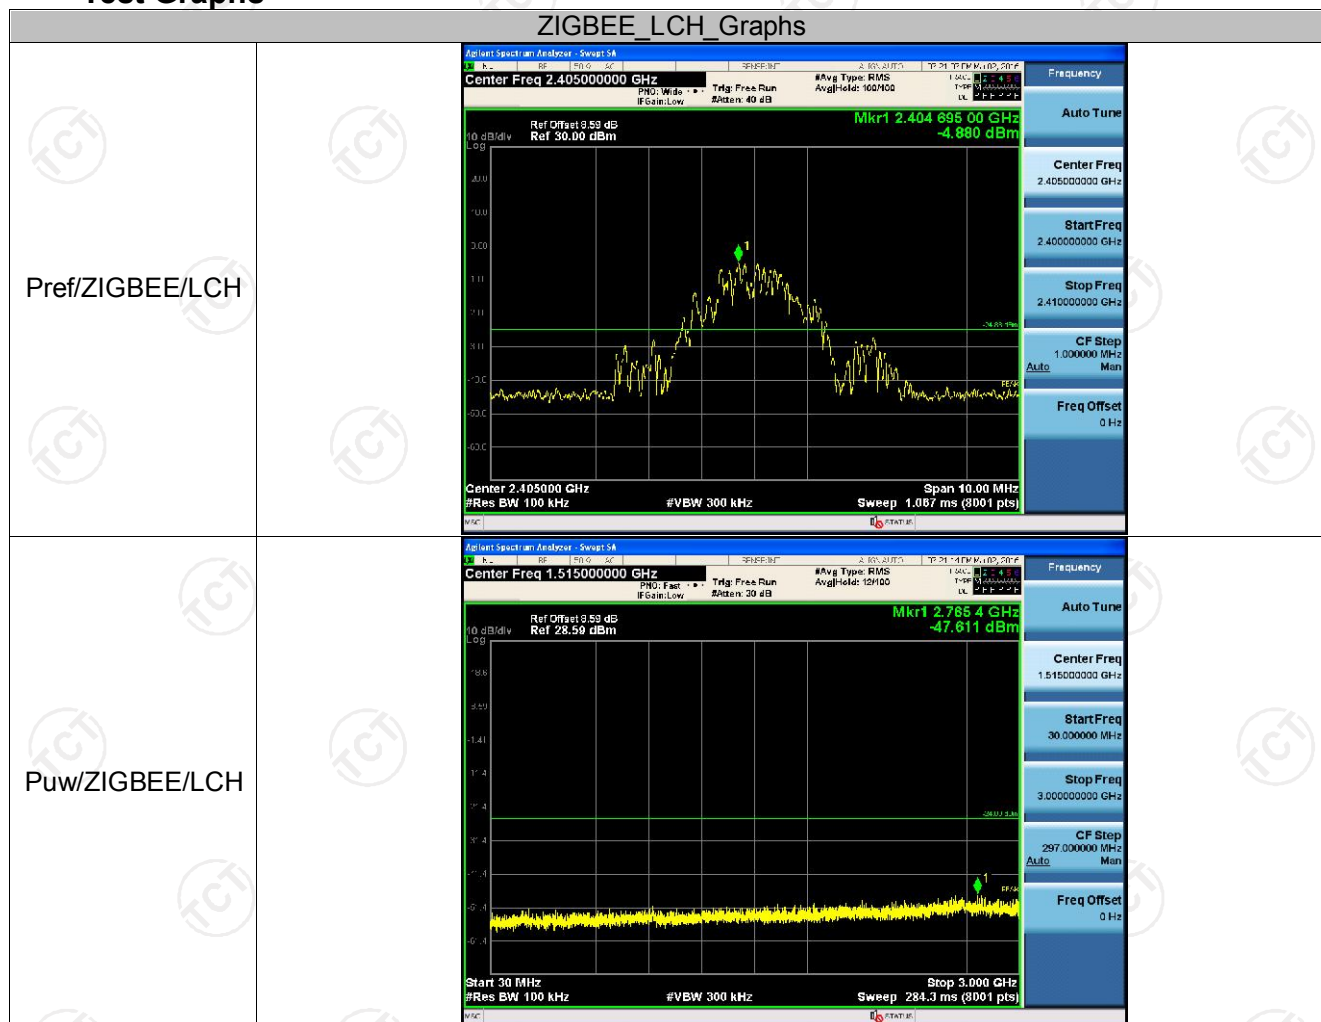 Test Graphs
ZIGBEE_LCH_Graphs
Pref/ZIGBEE/LCH
Agilent Spectrum Analyzer - Swept SA
Center Freq 2.405000000 GHz
PNO: Wide
IFGain:Low
Trig: Free Run
#Atten: 40 dB
#Avg Type: RMS
Avg|Hold: 100/100
Frequency
Auto Tune
Mkr1 2.404 695 00 GHz
-4.880 dBm
Ref Offset 8.59 dB
Ref 30.00 dBm
10 dB/div
Log
1
Center Freq
2.405000000 GHz
Start Freq
2.400000000 GHz
Stop Freq
2.410000000 GHz
CF Step
1.000000 MHz
Auto Man
Freq Offset
0 Hz
Center 2.405000 GHz
Span 10.00 MHz
#Res BW 100 kHz
#VBW 300 kHz
Sweep 1.067 ms (8001 pts)
MSG
STATUS
Puw/ZIGBEE/LCH
Agilent Spectrum Analyzer - Swept SA
Center Freq 1.515000000 GHz
PNO: Fast
IFGain:Low
Trig: Free Run
#Atten: 30 dB
#Avg Type: RMS
Avg|Hold: 12/100
Frequency
Auto Tune
Mkr1 2.765 4 GHz
-47.611 dBm
Ref Offset 8.59 dB
Ref 28.59 dBm
10 dB/div
Log
1
Center Freq
1.515000000 GHz
Start Freq
30.000000 MHz
Stop Freq
3.000000000 GHz
CF Step
297.000000 MHz
Auto Man
Freq Offset
0 Hz
Start 30 MHz
Stop 3.000 GHz
#Res BW 100 kHz
#VBW 300 kHz
Sweep 284.3 ms (8001 pts)
MSG
STATUS
TCT